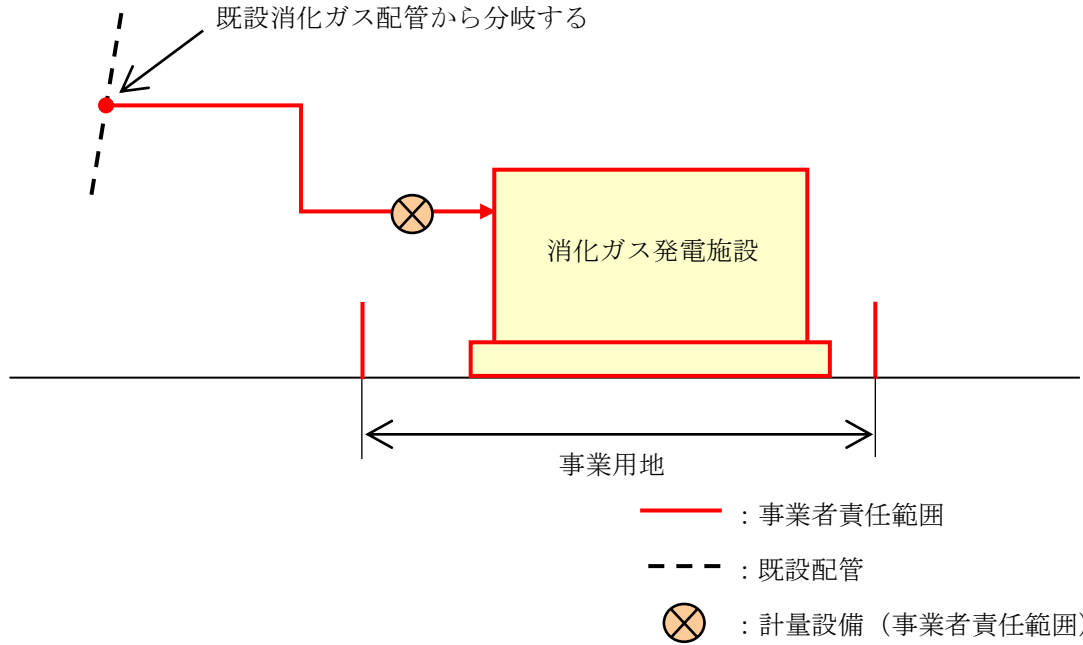 既設消化ガス配管から分岐する
消化ガス発電施設
事業用地
：事業者責任範囲
：既設配管
：計量設備（事業者責任範囲）